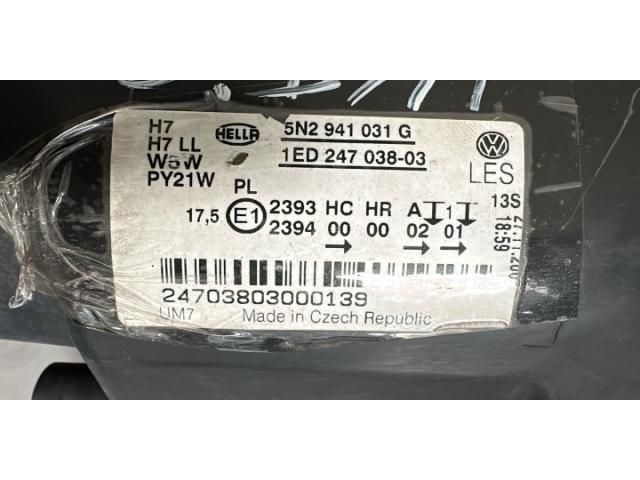 H7
H7 LL
W5W
PY21W
HELLA
5N2 941 031 G
1ED 247 038-03
LES
PL
17,5 E1
2393 HC HR A 1
2394 00 00 02 01
13S
18:59
24703803000139
UM7 Made in Czech Republic